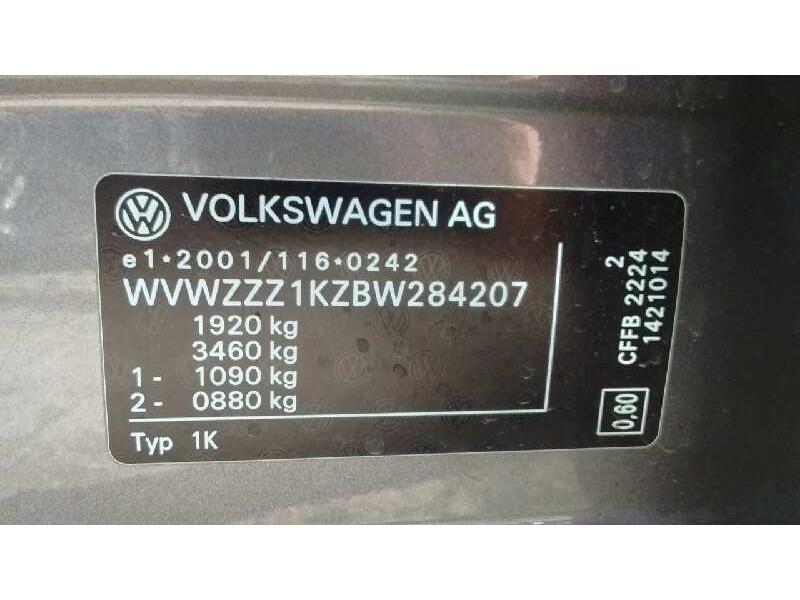 VOLKSWAGEN AG
e1*2001/116*0242
WVWZZZ1KZBW284207
1920 kg
3460 kg
1- 1090 kg
2- 0880 kg
Typ 1K
2
CFFB 2224
1421014
0,60